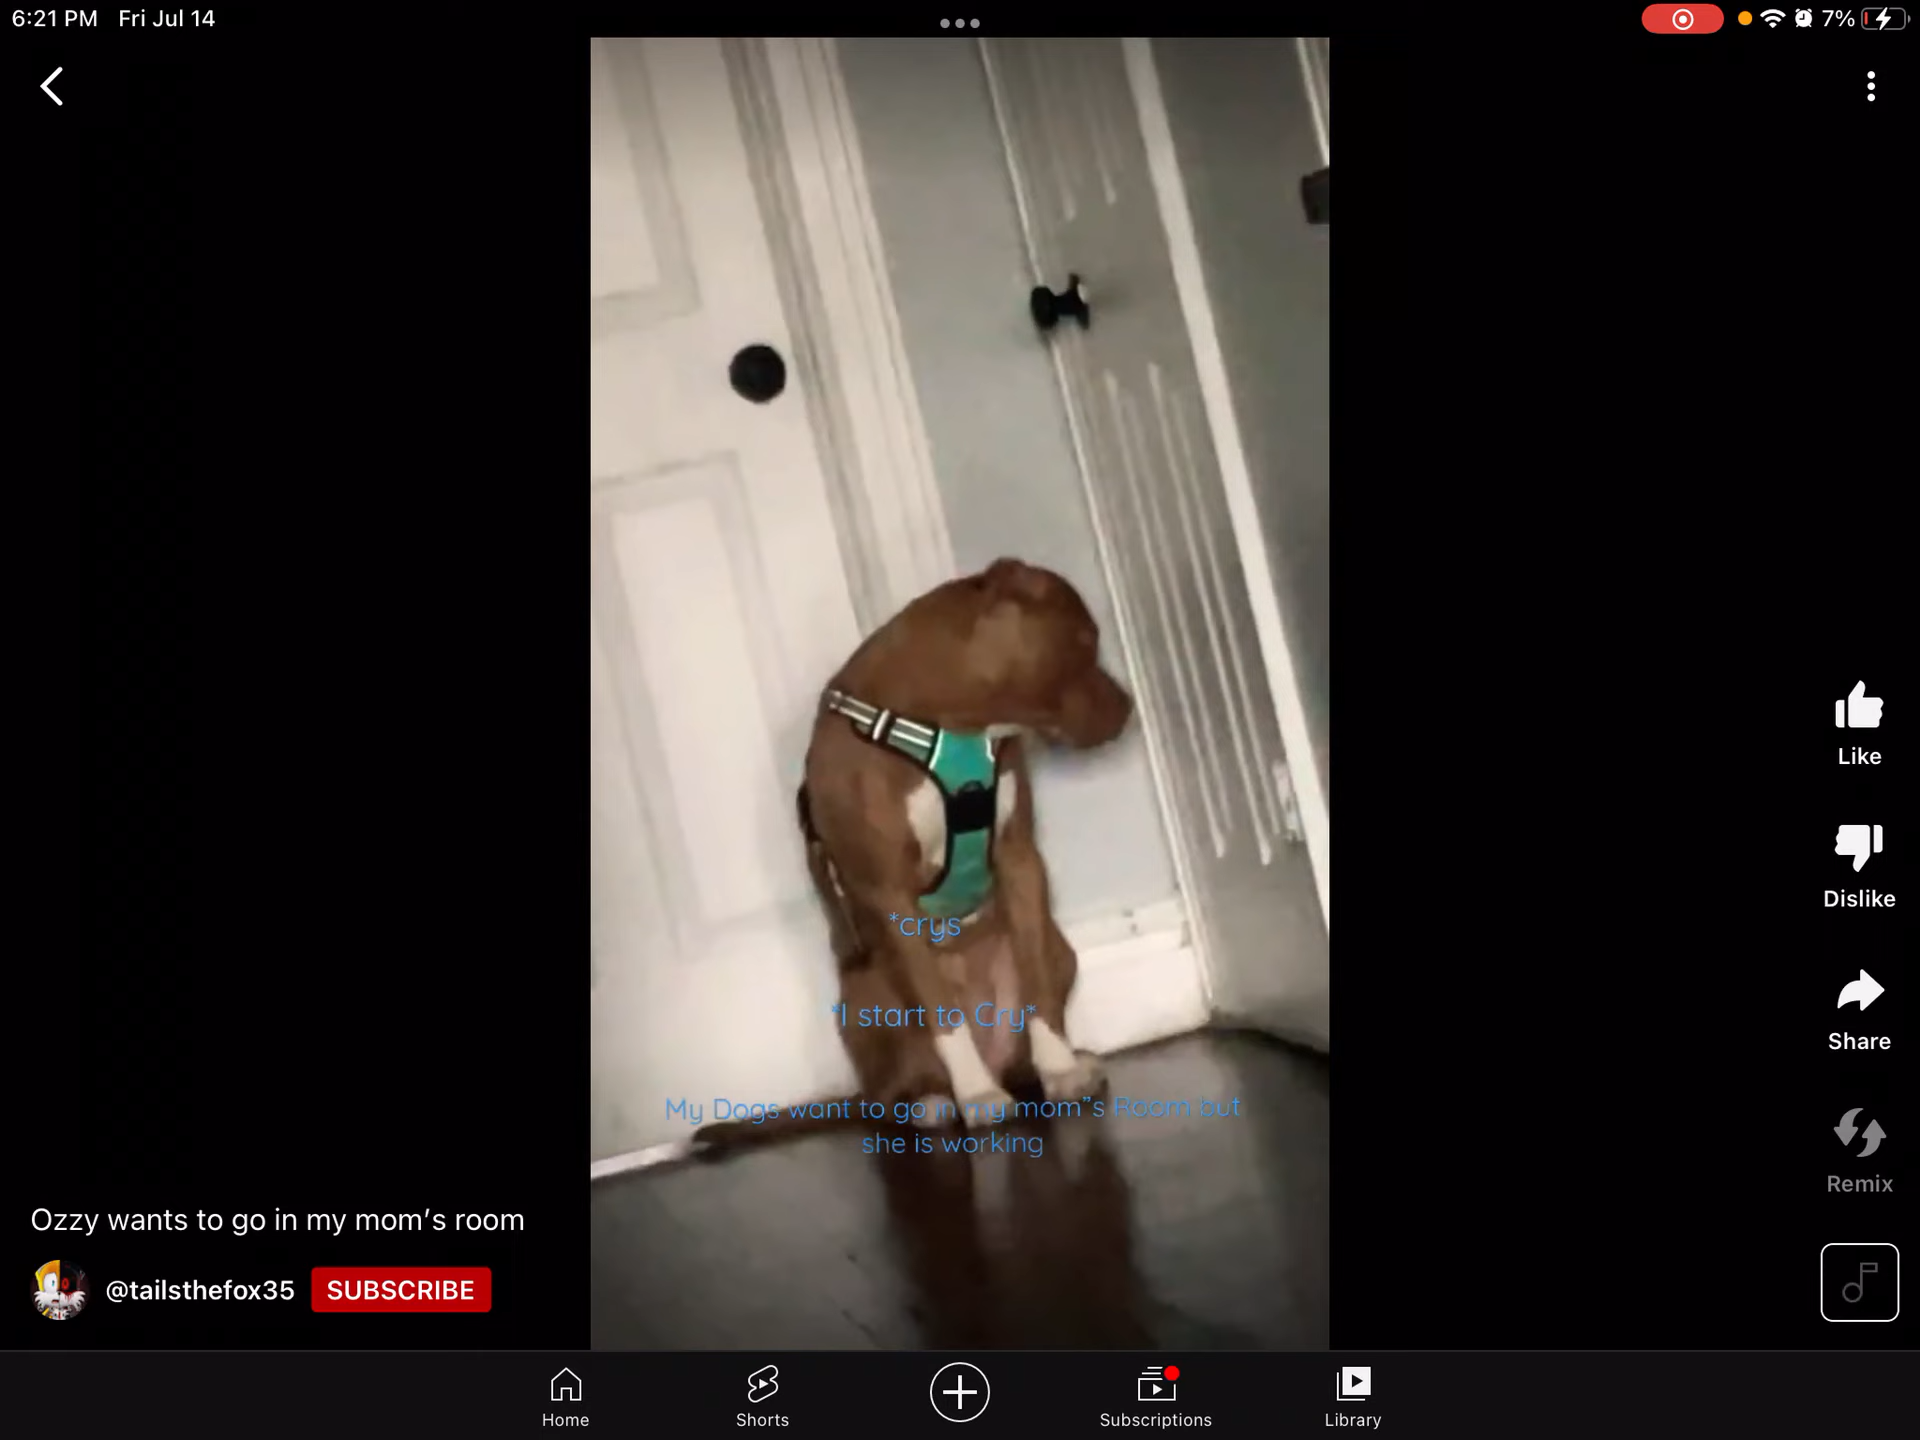 6:21 PM Fri Jul 14
7%
*crys
*I start to Cry*
My Dogs want to go in my mom"s Room but
she is working
Like
Dislike
Share
Remix
Ozzy wants to go in my mom's room
@tailsthefox35 SUBSCRIBE
Home Shorts Subscriptions Library